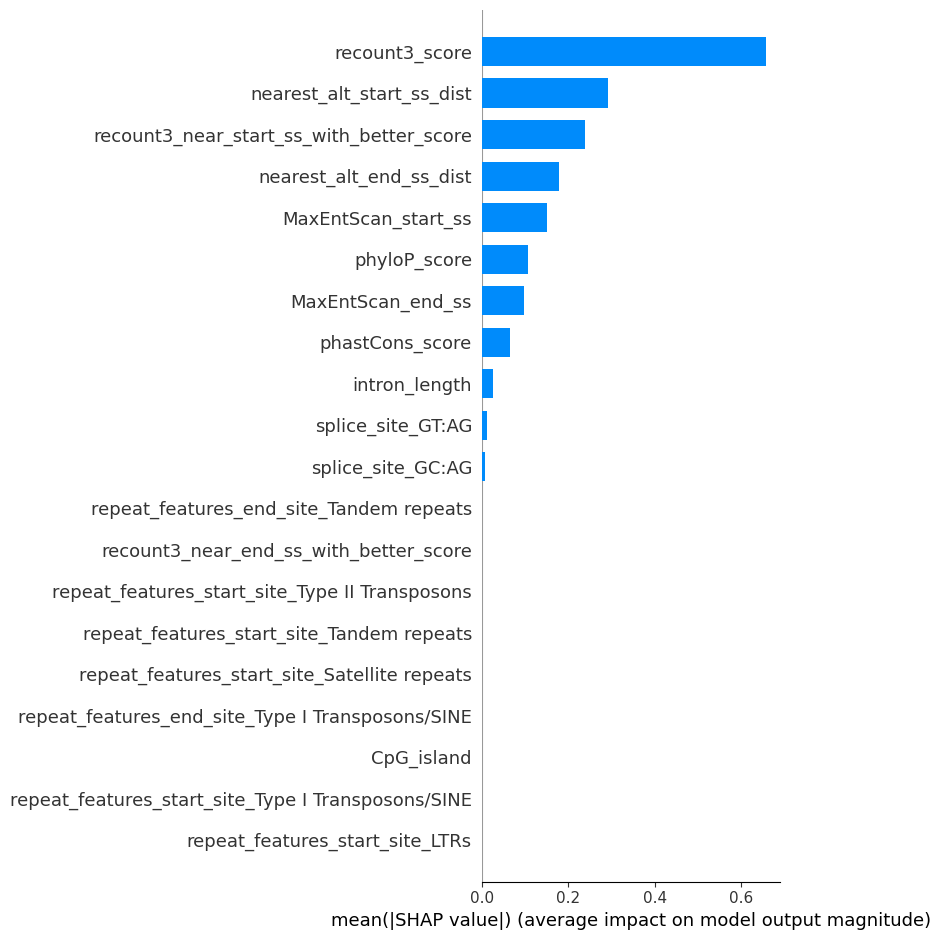 recount3_score
nearest_alt_start_ss_dist
recount3_near_start_ss_with_better_score
nearest_alt_end_ss_dist
MaxEntScan_start_ss
phyloP_score
MaxEntScan_end_ss
phastCons_score
intron_length
splice_site_GT:AG
splice_site_GC:AG
repeat_features_end_site_Tandem repeats
recount3_near_end_ss_with_better_score
repeat_features_start_site_Type II Transposons
repeat_features_start_site_Tandem repeats
repeat_features_start_site_Satellite repeats
repeat_features_end_site_Type I Transposons/SINE
CpG_island
repeat_features_start_site_Type I Transposons/SINE
repeat_features_start_site_LTRs
0.0 0.2 0.4 0.6
mean(|SHAP value|) (average impact on model output magnitude)